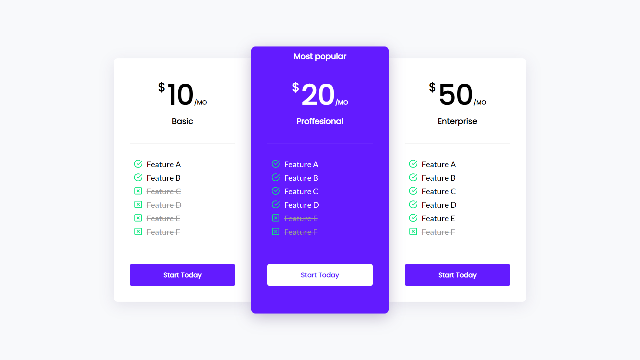 $10/MO
Basic
Feature A
Feature B
Feature C
Feature D
Feature E
Feature F
Start Today
Most popular
$20/MO
Proffesional
Feature A
Feature B
Feature C
Feature D
Feature E
Feature F
Start Today
$50/MO
Enterprise
Feature A
Feature B
Feature C
Feature D
Feature E
Feature F
Start Today